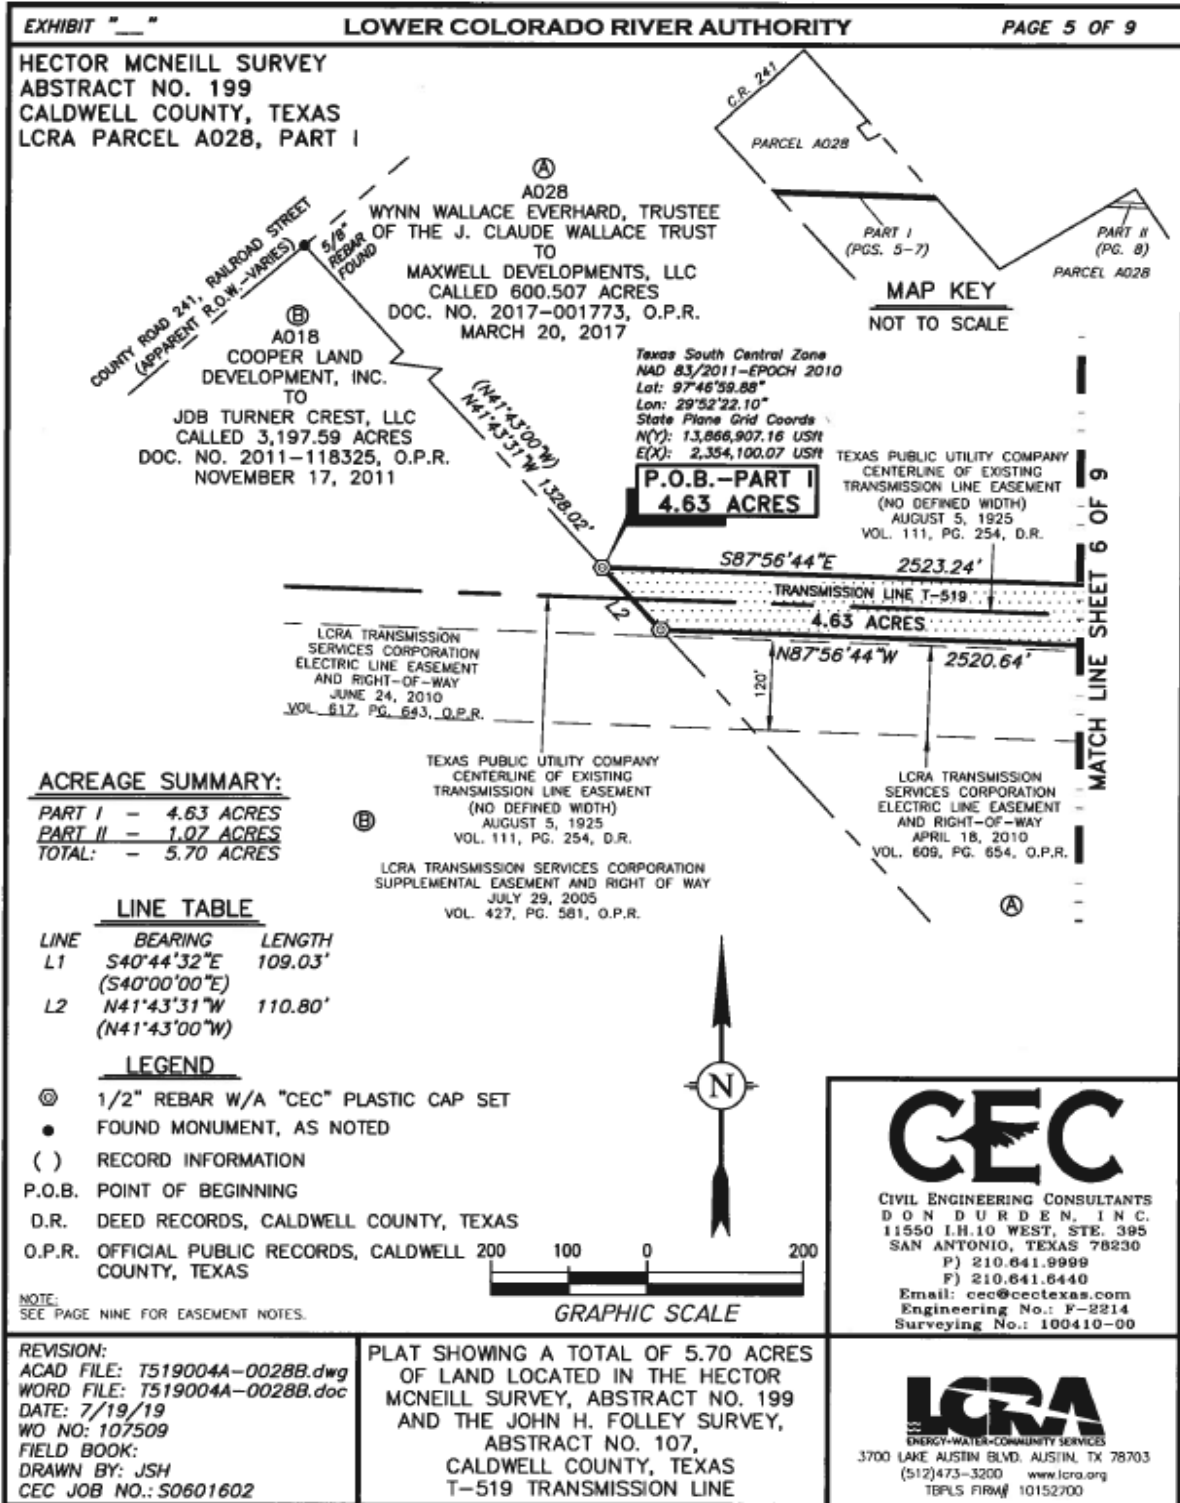 EXHIBIT "__"
LOWER COLORADO RIVER AUTHORITY
PAGE 5 OF 9
HECTOR MCNEILL SURVEY
ABSTRACT NO. 199
CALDWELL COUNTY, TEXAS
LCRA PARCEL A028, PART I
C.R. 241
PARCEL A028
PART I
(PGS. 5-7)
PART II
(PG. 8)
PARCEL A028
MAP KEY
NOT TO SCALE
A
A028
WYNN WALLACE EVERHARD, TRUSTEE
OF THE J. CLAUDE WALLACE TRUST
TO
MAXWELL DEVELOPMENTS, LLC
CALLED 600.507 ACRES
DOC. NO. 2017-001773, O.P.R.
MARCH 20, 2017
COUNTY ROAD 241, RAILROAD STREET
(APPARENT R.O.W.-VARIES)
5/8"
REBAR
FOUND
B
A018
COOPER LAND
DEVELOPMENT, INC.
TO
JDB TURNER CREST, LLC
CALLED 3,197.59 ACRES
DOC. NO. 2011-118325, O.P.R.
NOVEMBER 17, 2011
(N41°43'00"W)
N41°43'31"W 1328.02'
Texas South Central Zone
NAD 83/2011-EPOCH 2010
Lat: 97°46'59.88"
Lon: 29°52'22.10"
State Plane Grid Coords
N(Y): 13,866,907.16 USft
E(X): 2,354,100.07 USft
P.O.B.-PART I
4.63 ACRES
TEXAS PUBLIC UTILITY COMPANY
CENTERLINE OF EXISTING
TRANSMISSION LINE EASEMENT
(NO DEFINED WIDTH)
AUGUST 5, 1925
VOL. 111, PG. 254, D.R.
MATCH LINE SHEET 6 OF 9
S87°56'44"E 2523.24'
TRANSMISSION LINE T-519
4.63 ACRES
L2
N87°56'44"W 2520.64'
120'
LCRA TRANSMISSION
SERVICES CORPORATION
ELECTRIC LINE EASEMENT
AND RIGHT-OF-WAY
JUNE 24, 2010
VOL. 617, PG. 643, O.P.R.
TEXAS PUBLIC UTILITY COMPANY
CENTERLINE OF EXISTING
TRANSMISSION LINE EASEMENT
(NO DEFINED WIDTH)
AUGUST 5, 1925
VOL. 111, PG. 254, D.R.
LCRA TRANSMISSION
SERVICES CORPORATION
ELECTRIC LINE EASEMENT
AND RIGHT-OF-WAY
APRIL 18, 2010
VOL. 609, PG. 654, O.P.R.
B
LCRA TRANSMISSION SERVICES CORPORATION
SUPPLEMENTAL EASEMENT AND RIGHT OF WAY
JULY 29, 2005
VOL. 427, PG. 581, O.P.R.
A
ACREAGE SUMMARY:
PART I - 4.63 ACRES
PART II - 1.07 ACRES
TOTAL: - 5.70 ACRES
LINE TABLE
LINE BEARING LENGTH
L1 S40°44'32"E 109.03'
(S40°00'00"E)
L2 N41°43'31"W 110.80'
(N41°43'00"W)
LEGEND
1/2" REBAR W/A "CEC" PLASTIC CAP SET
FOUND MONUMENT, AS NOTED
( ) RECORD INFORMATION
P.O.B. POINT OF BEGINNING
D.R. DEED RECORDS, CALDWELL COUNTY, TEXAS
O.P.R. OFFICIAL PUBLIC RECORDS, CALDWELL
COUNTY, TEXAS
NOTE:
SEE PAGE NINE FOR EASEMENT NOTES.
N
200 100 0 200
GRAPHIC SCALE
CEC
CIVIL ENGINEERING CONSULTANTS
DON DURDEN, INC.
11550 I.H.10 WEST, STE. 395
SAN ANTONIO, TEXAS 78230
P) 210.641.9999
F) 210.641.6440
Email: cec@cectexas.com
Engineering No.: F-2214
Surveying No.: 100410-00
REVISION:
ACAD FILE: T519004A-0028B.dwg
WORD FILE: T519004A-0028B.doc
DATE: 7/19/19
WO NO: 107509
FIELD BOOK:
DRAWN BY: JSH
CEC JOB NO.: S0601602
PLAT SHOWING A TOTAL OF 5.70 ACRES
OF LAND LOCATED IN THE HECTOR
MCNEILL SURVEY, ABSTRACT NO. 199
AND THE JOHN H. FOLLEY SURVEY,
ABSTRACT NO. 107,
CALDWELL COUNTY, TEXAS
T-519 TRANSMISSION LINE
LCRA
ENERGY•WATER•COMMUNITY SERVICES
3700 LAKE AUSTIN BLVD. AUSTIN, TX 78703
(512)473-3200 www.lcra.org
TBPLS FIRM# 10152700